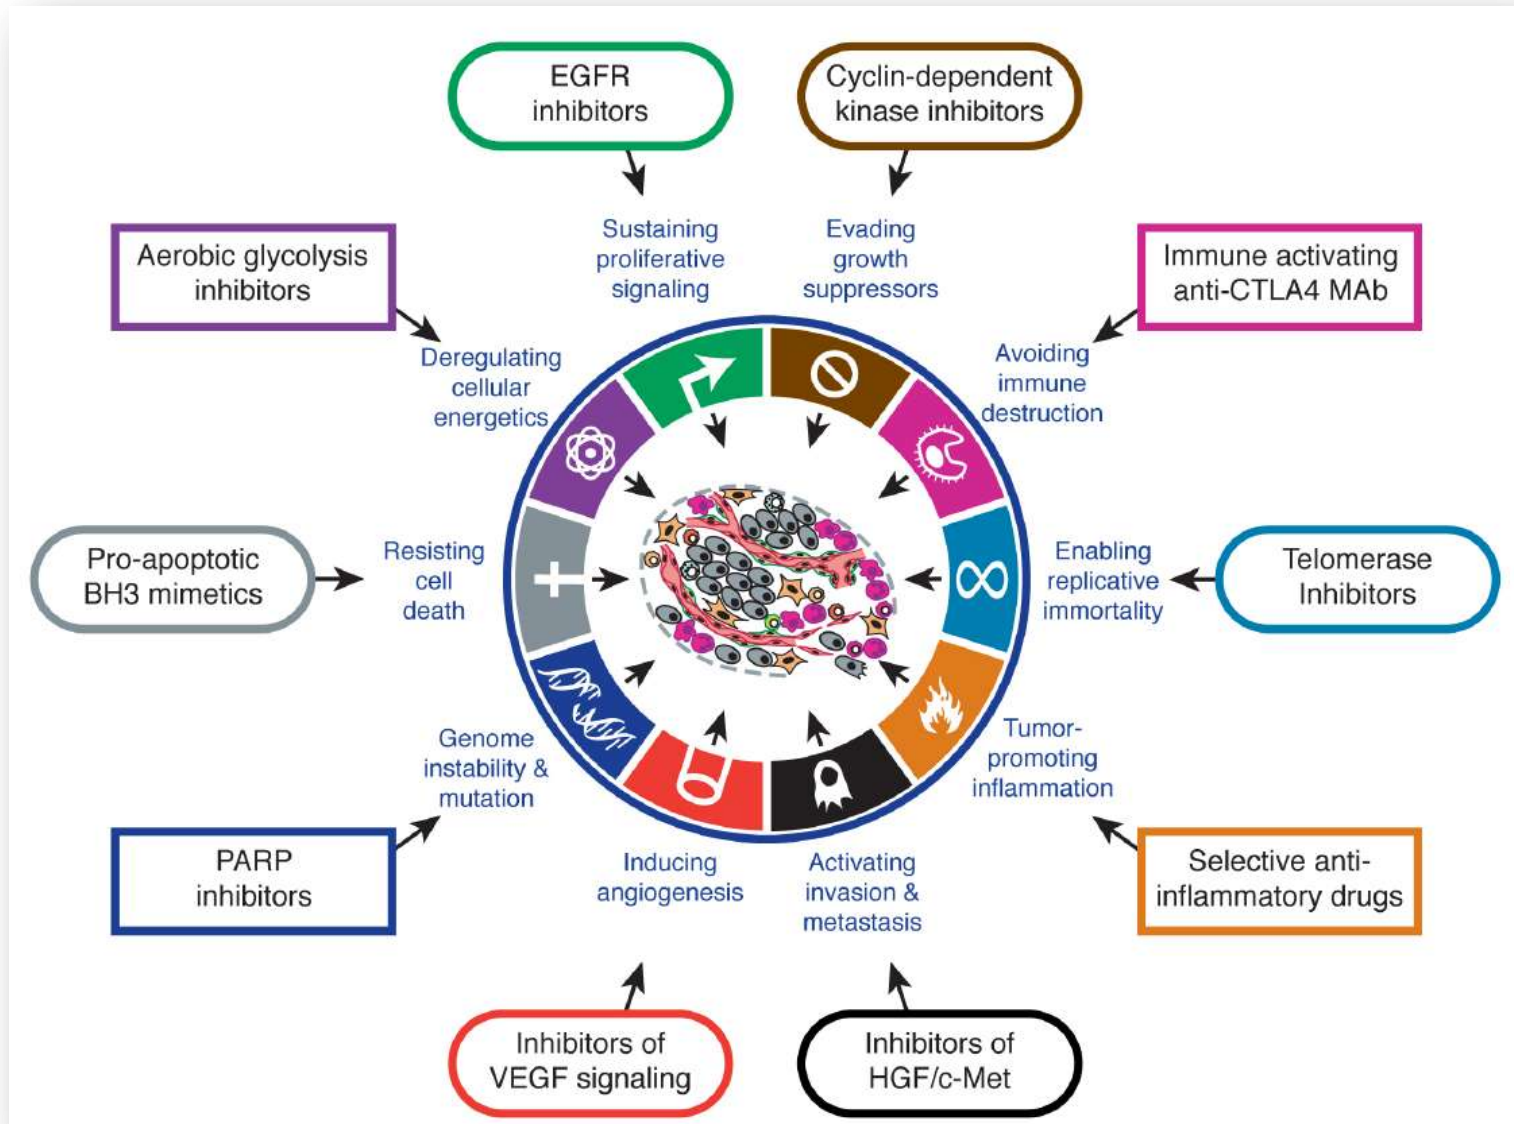 EGFR
inhibitors
Cyclin-dependent
kinase inhibitors
Sustaining
proliferative
signaling
Evading
growth
suppressors
Aerobic glycolysis
inhibitors
Immune activating
anti-CTLA4 MAb
Deregulating
cellular
energetics
Avoiding
immune
destruction
Pro-apoptotic
BH3 mimetics
Resisting
cell
death
Enabling
replicative
immortality
Telomerase
Inhibitors
Genome
instability &
mutation
Tumor-
promoting
inflammation
PARP
inhibitors
Inducing
angiogenesis
Activating
invasion &
metastasis
Selective anti-
inflammatory drugs
Inhibitors of
VEGF signaling
Inhibitors of
HGF/c-Met